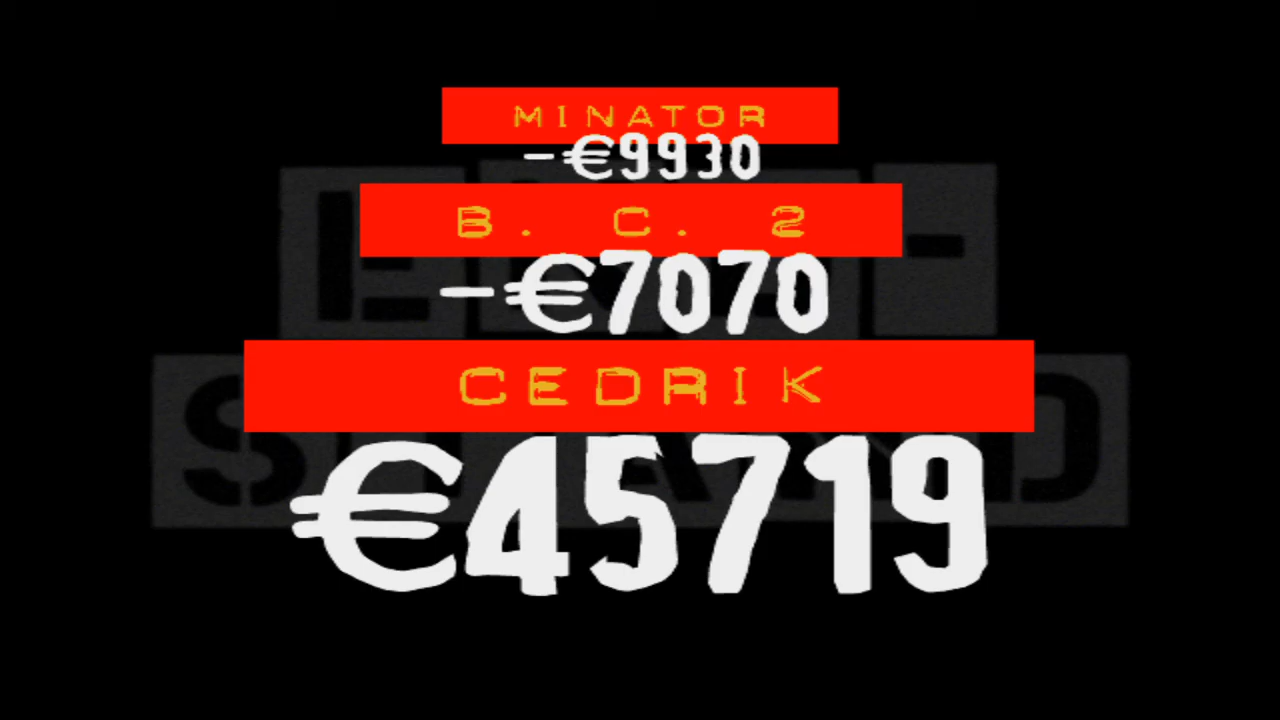 MINATOR
-€9930
B. C. 2
-€7070
CEDRIK
€45719